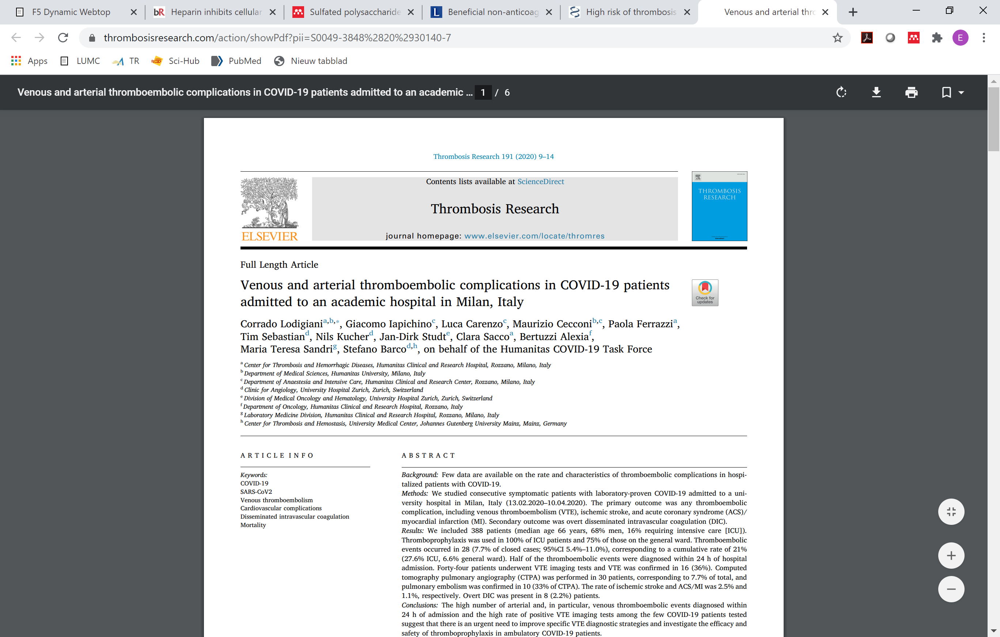 F5 Dynamic Webtop
bR Heparin inhibits cellular
Sulfated polysaccharide
L Beneficial non-anticoag
High risk of thrombosis
Venous and arterial thro
thrombosisresearch.com/action/showPdf?pii=S0049-3848%2820%2930140-7
E
Apps LUMC TR Sci-Hub PubMed Nieuw tabblad
Venous and arterial thromboembolic complications in COVID-19 patients admitted to an academic ... 1 / 6
Thrombosis Research 191 (2020) 9–14
Contents lists available at ScienceDirect
Thrombosis Research
journal homepage: www.elsevier.com/locate/thromres
ELSEVIER
THROMBOSIS
RESEARCH
Full Length Article
Venous and arterial thromboembolic complications in COVID-19 patients
admitted to an academic hospital in Milan, Italy
Check for
updates
Corrado Lodigiania,b,*, Giacomo Iapichinoc, Luca Carenzoc, Maurizio Cecconib,c, Paola Ferrazzia,
Tim Sebastiand, Nils Kucherd, Jan-Dirk Studte, Clara Saccoa, Bertuzzi Alexiaf,
Maria Teresa Sandrig, Stefano Barcod,h, on behalf of the Humanitas COVID-19 Task Force
a Center for Thrombosis and Hemorrhagic Diseases, Humanitas Clinical and Research Hospital, Rozzano, Milano, Italy
b Department of Medical Sciences, Humanitas University, Milano, Italy
c Department of Anaestesia and Intensive Care, Humanitas Clinical and Research Center, Rozzano, Milano, Italy
d Clinic for Angiology, University Hospital Zurich, Zurich, Switzerland
e Division of Medical Oncology and Hematology, University Hospital Zurich, Zurich, Switzerland
f Department of Oncology, Humanitas Clinical and Research Hospital, Rozzano, Italy
g Laboratory Medicine Division, Humanitas Clinical and Research Hospital, Rozzano, Milano, Italy
h Center for Thrombosis and Hemostasis, University Medical Center, Johannes Gutenberg University Mainz, Mainz, Germany
ARTICLE INFO
Keywords:
COVID-19
SARS-CoV2
Venous thromboembolism
Cardiovascular complications
Disseminated intravascular coagulation
Mortality
ABSTRACT
Background: Few data are available on the rate and characteristics of thromboembolic complications in hospi-
talized patients with COVID-19.
Methods: We studied consecutive symptomatic patients with laboratory-proven COVID-19 admitted to a uni-
versity hospital in Milan, Italy (13.02.2020–10.04.2020). The primary outcome was any thromboembolic
complication, including venous thromboembolism (VTE), ischemic stroke, and acute coronary syndrome (ACS)/
myocardial infarction (MI). Secondary outcome was overt disseminated intravascular coagulation (DIC).
Results: We included 388 patients (median age 66 years, 68% men, 16% requiring intensive care [ICU]).
Thromboprophylaxis was used in 100% of ICU patients and 75% of those on the general ward. Thromboembolic
events occurred in 28 (7.7% of closed cases; 95%CI 5.4%–11.0%), corresponding to a cumulative rate of 21%
(27.6% ICU, 6.6% general ward). Half of the thromboembolic events were diagnosed within 24 h of hospital
admission. Forty-four patients underwent VTE imaging tests and VTE was confirmed in 16 (36%). Computed
tomography pulmonary angiography (CTPA) was performed in 30 patients, corresponding to 7.7% of total, and
pulmonary embolism was confirmed in 10 (33% of CTPA). The rate of ischemic stroke and ACS/MI was 2.5% and
1.1%, respectively. Overt DIC was present in 8 (2.2%) patients.
Conclusions: The high number of arterial and, in particular, venous thromboembolic events diagnosed within
24 h of admission and the high rate of positive VTE imaging tests among the few COVID-19 patients tested
suggest that there is an urgent need to improve specific VTE diagnostic strategies and investigate the efficacy and
safety of thromboprophylaxis in ambulatory COVID-19 patients.